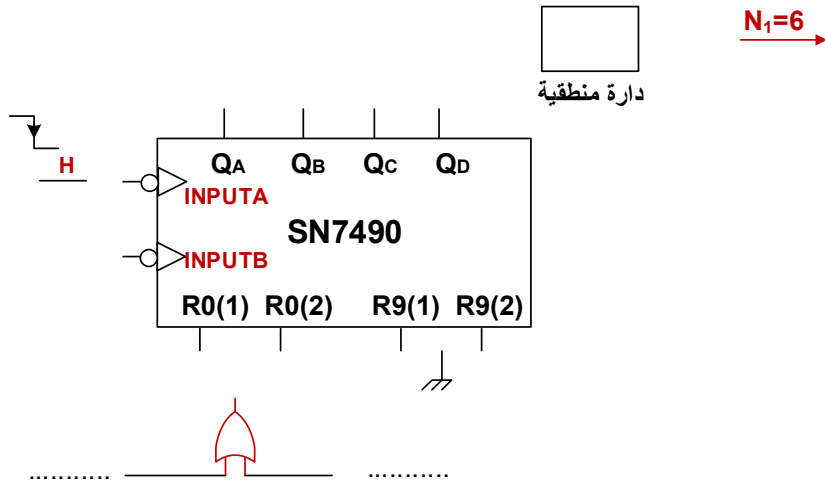 N₁=6
دارة منطقية
H
QA QB QC QD
INPUTA
SN7490
INPUTB
R0(1) R0(2) R9(1) R9(2)
........... ...........